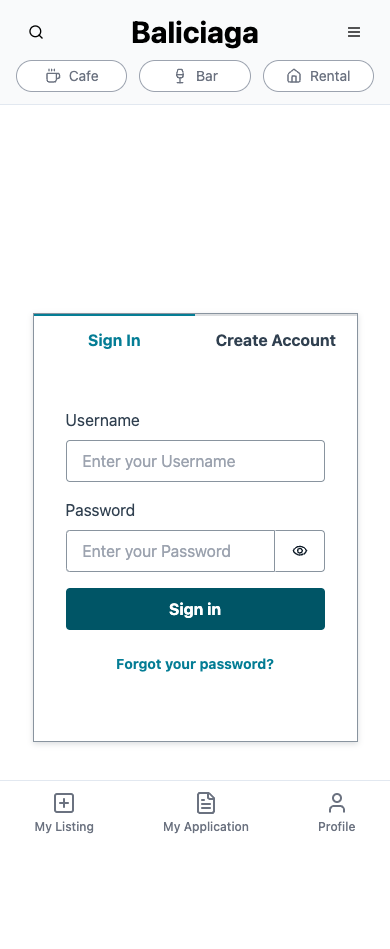 Baliciaga
Cafe
Bar
Rental
Sign In
Create Account
Username
Enter your Username
Password
Enter your Password
Sign in
Forgot your password?
My Listing
My Application
Profile